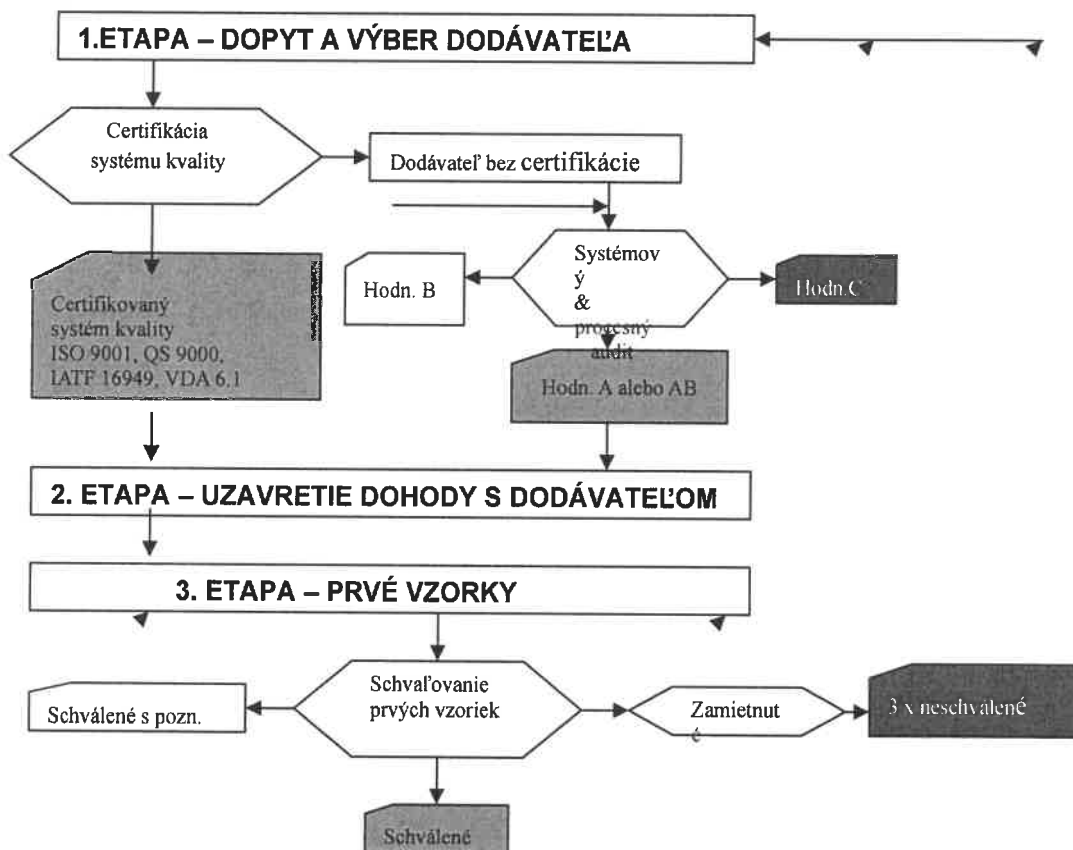 1.ETAPA – DOPYT A VÝBER DODÁVATEĽA
Certifikácia
systému kvality
Dodávateľ bez certifikácie
Systémov
ý
&
procesný
audit
Hodn. B
Hodn.C
Certifikovaný
systém kvality
ISO 9001, QS 9000,
IATF 16949, VDA 6.1
Hodn. A alebo AB
2. ETAPA – UZAVRETIE DOHODY S DODÁVATEĽOM
3. ETAPA – PRVÉ VZORKY
Schvaľovanie
prvých vzoriek
Schválené s pozn.
Zamietnut
é
3 x neschválené
Schválené